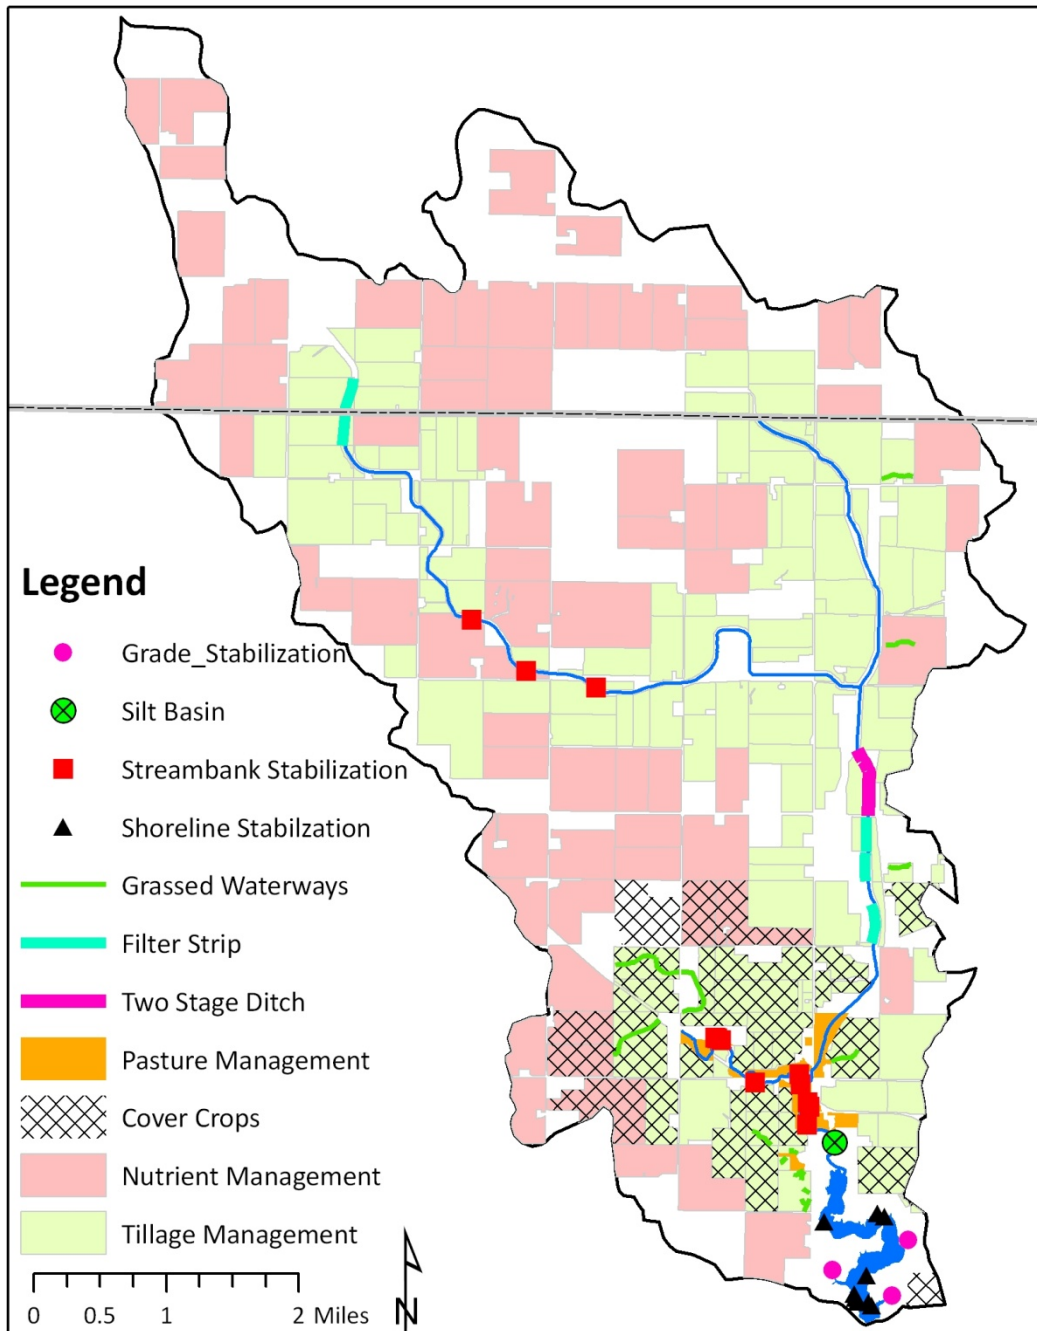 Legend
Grade_Stabilization
Silt Basin
Streambank Stabilization
Shoreline Stabilzation
Grassed Waterways
Filter Strip
Two Stage Ditch
Pasture Management
Cover Crops
Nutrient Management
Tillage Management
0 0.5 1 2 Miles
N